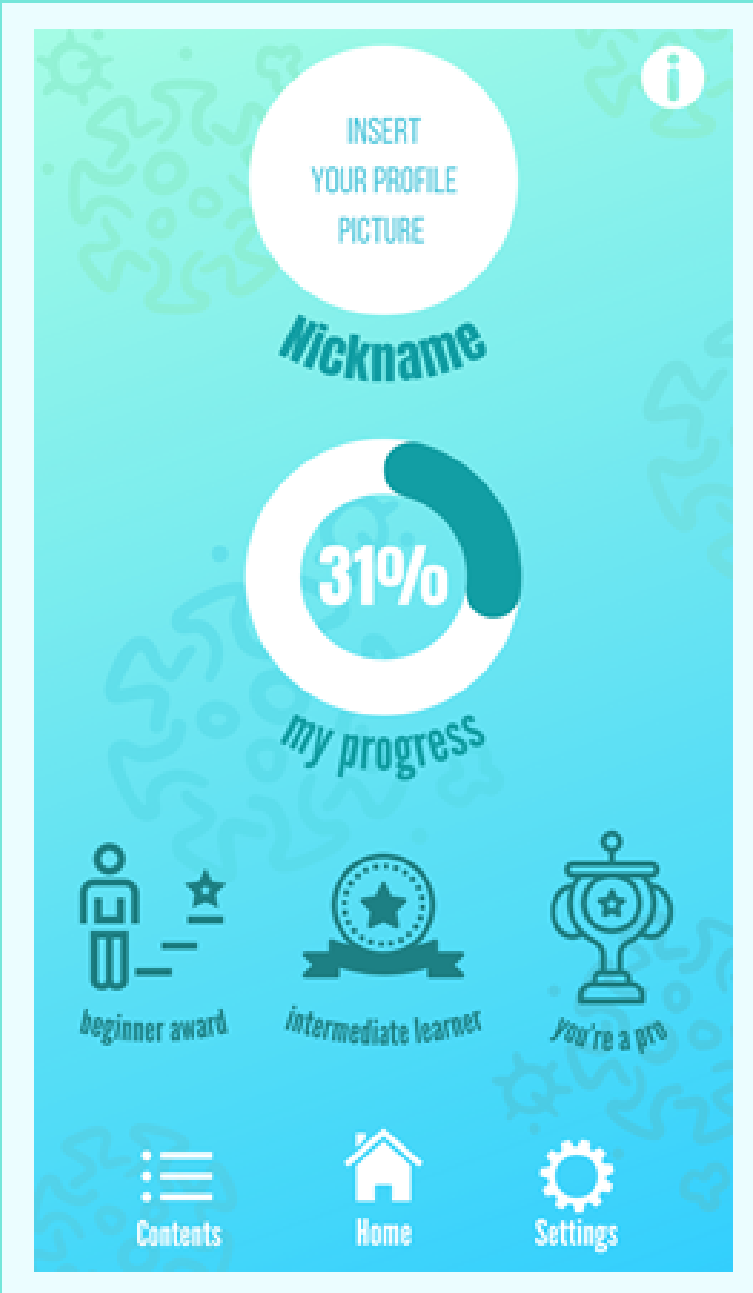 INSERT
YOUR PROFILE
PICTURE
Nickname
31%
my progress
beginner award
intermediate learner
you're a pro
Contents
Home
Settings